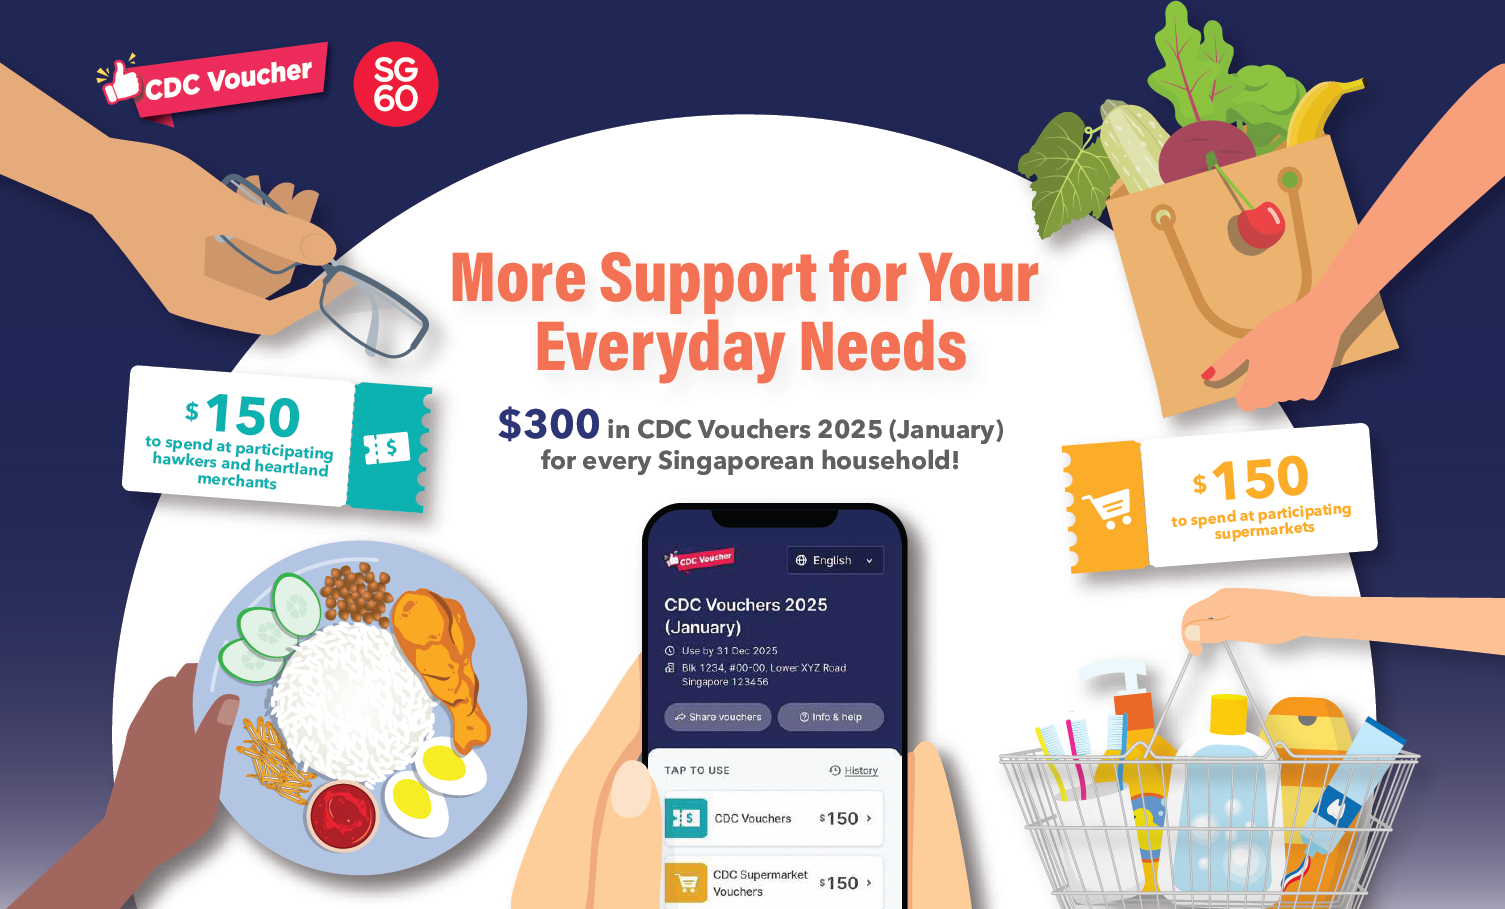 CDC Voucher
SG
60
More Support for Your
Everyday Needs
$300 in CDC Vouchers 2025 (January)
for every Singaporean household!
$150
to spend at participating
hawkers and heartland
merchants
$
$150
to spend at participating
supermarkets
CDC Voucher
English
CDC Vouchers 2025
(January)
Use by 31 Dec 2025
Blk 1234, #00-00, Lower XYZ Road
Singapore 123456
Share vouchers
Info & help
TAP TO USE
History
$
CDC Vouchers
$150
CDC Supermarket
Vouchers
$150